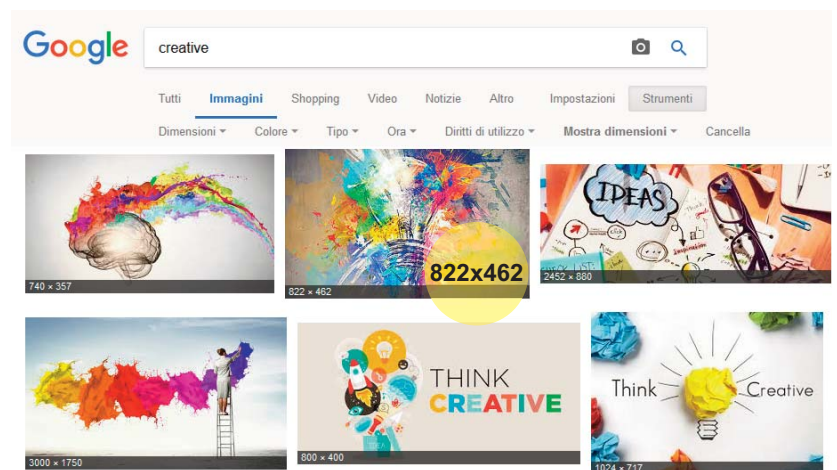 Google
creative
Tutti Immagini Shopping Video Notizie Altro Impostazioni Strumenti
Dimensioni Colore Tipo Ora Diritti di utilizzo Mostra dimensioni Cancella
740 × 357
822 × 462
822x462
IDEAS
Think
Inspiration
2452 × 880
3000 × 1750
THINK
CREATIVE
800 × 400
Think Creative
1024 × 717